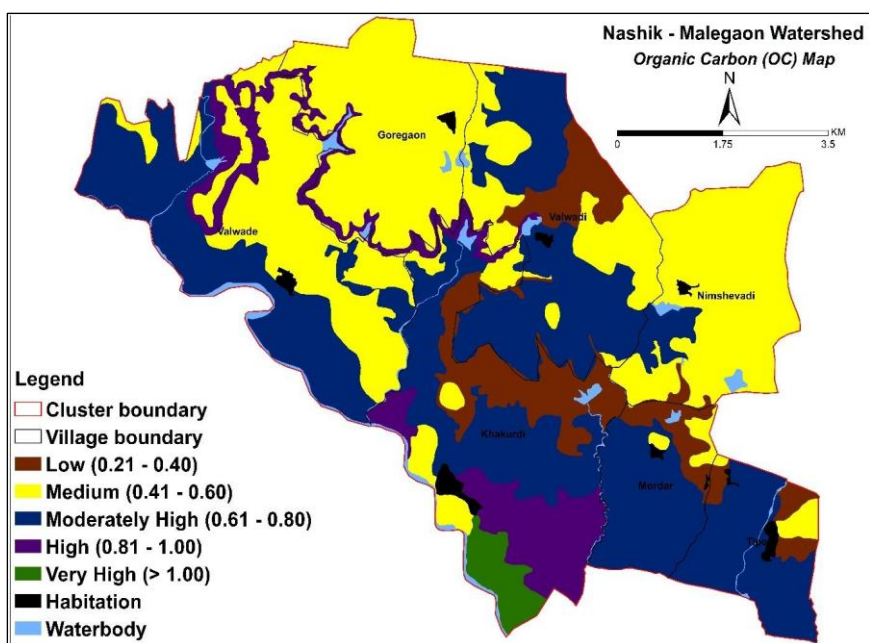 Nashik - Malegaon Watershed
Organic Carbon (OC) Map
N
KM
0 1.75 3.5
Goregaon
Valwadi
Valwade
Nimshevadi
Khakurdi
Mordar
Legend
Cluster boundary
Village boundary
Low (0.21 - 0.40)
Medium (0.41 - 0.60)
Moderately High (0.61 - 0.80)
High (0.81 - 1.00)
Very High (> 1.00)
Habitation
Waterbody